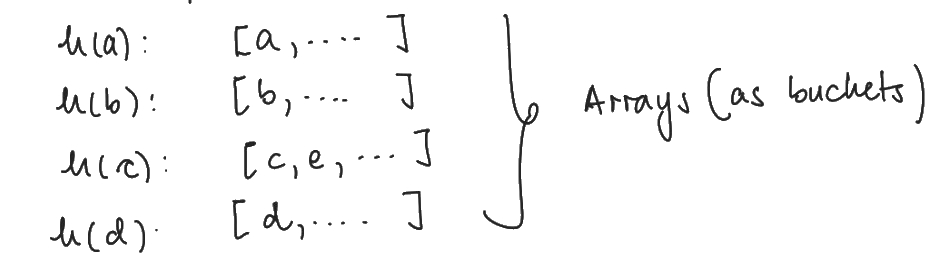 h(a): [a,.... ]
h(b): [b,.... ]
h(c): [c,e,...]
h(d): [d,.... ]
Arrays (as buckets)